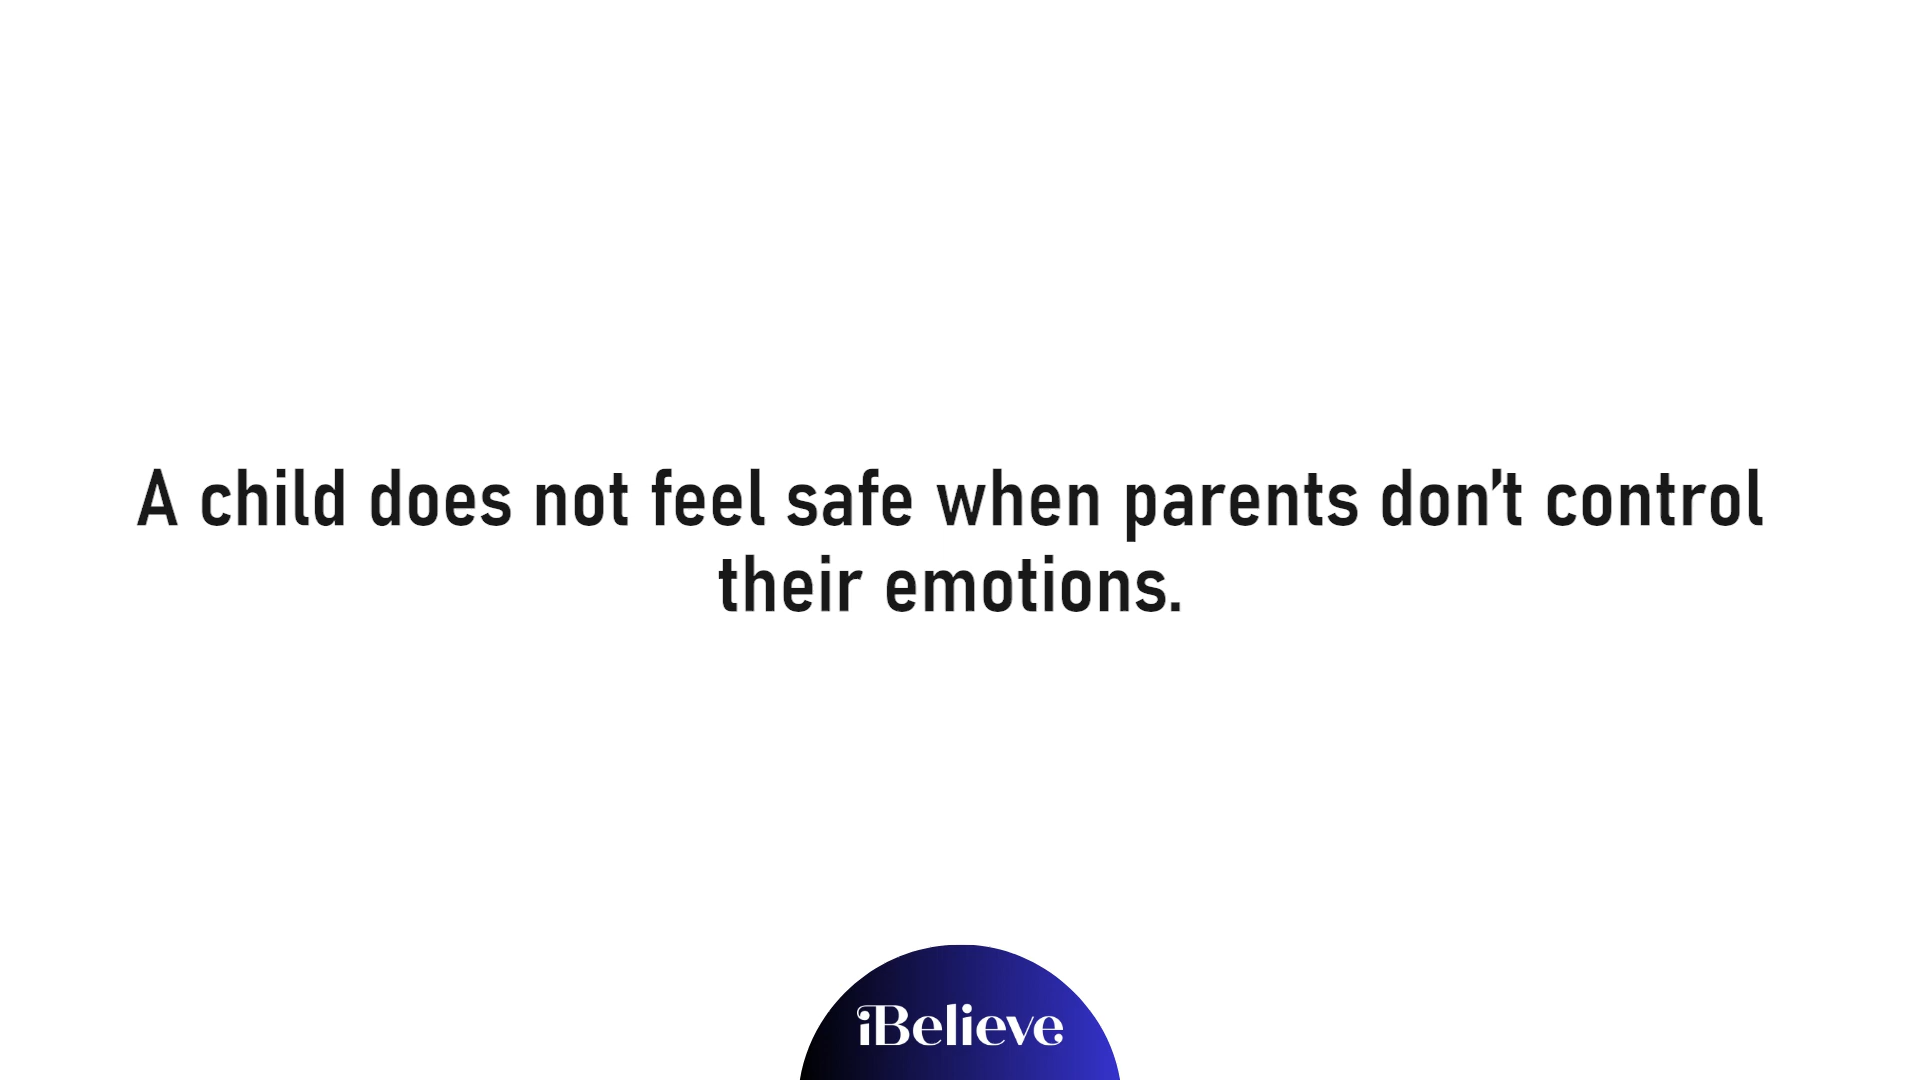 A child does not feel safe when parents don’t control
their emotions.
iBelieve